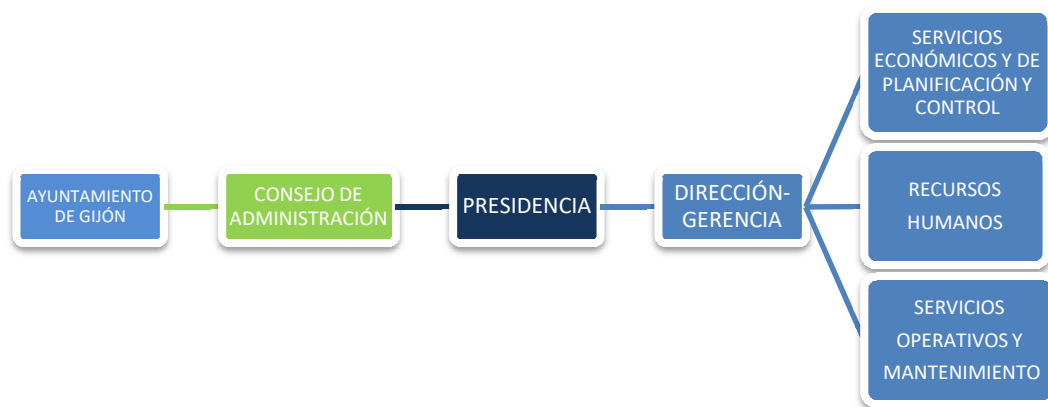 AYUNTAMIENTO
DE GIJÓN
CONSEJO DE
ADMINISTRACIÓN
PRESIDENCIA
DIRECCIÓN-
GERENCIA
SERVICIOS
ECONÓMICOS Y DE
PLANIFICACIÓN Y
CONTROL
RECURSOS
HUMANOS
SERVICIOS
OPERATIVOS Y
MANTENIMIENTO